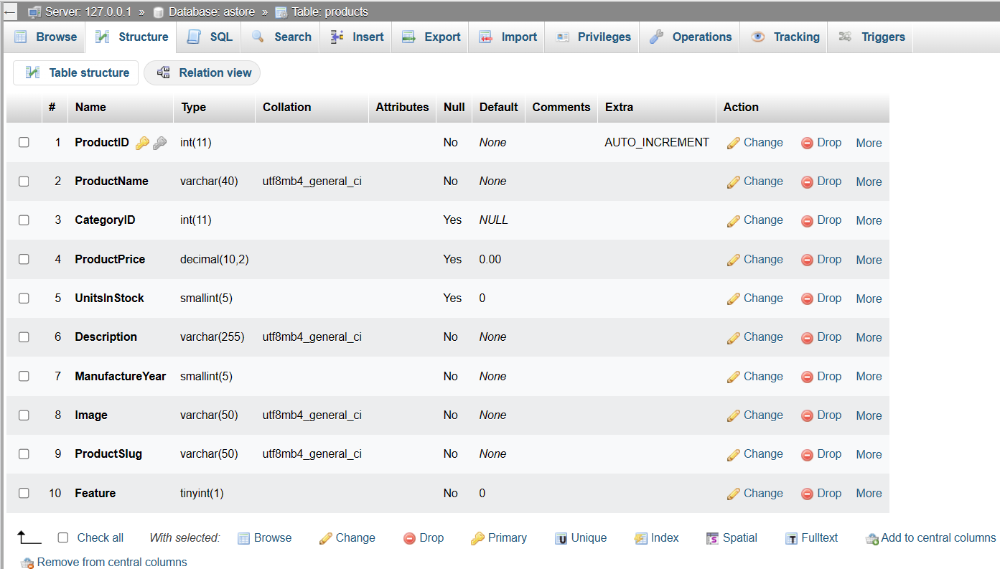 Server: 127.0.0.1 » Database: astore » Table: products
Browse Structure SQL Search Insert Export Import Privileges Operations Tracking Triggers
Table structure Relation view
# Name Type Collation Attributes Null Default Comments Extra Action
1 ProductID int(11) No None AUTO_INCREMENT Change Drop More
2 ProductName varchar(40) utf8mb4_general_ci No None Change Drop More
3 CategoryID int(11) Yes NULL Change Drop More
4 ProductPrice decimal(10,2) Yes 0.00 Change Drop More
5 UnitsInStock smallint(5) Yes 0 Change Drop More
6 Description varchar(255) utf8mb4_general_ci No None Change Drop More
7 ManufactureYear smallint(5) No None Change Drop More
8 Image varchar(50) utf8mb4_general_ci No None Change Drop More
9 ProductSlug varchar(50) utf8mb4_general_ci No None Change Drop More
10 Feature tinyint(1) No 0 Change Drop More
Check all With selected: Browse Change Drop Primary Unique Index Spatial Fulltext Add to central columns
Remove from central columns